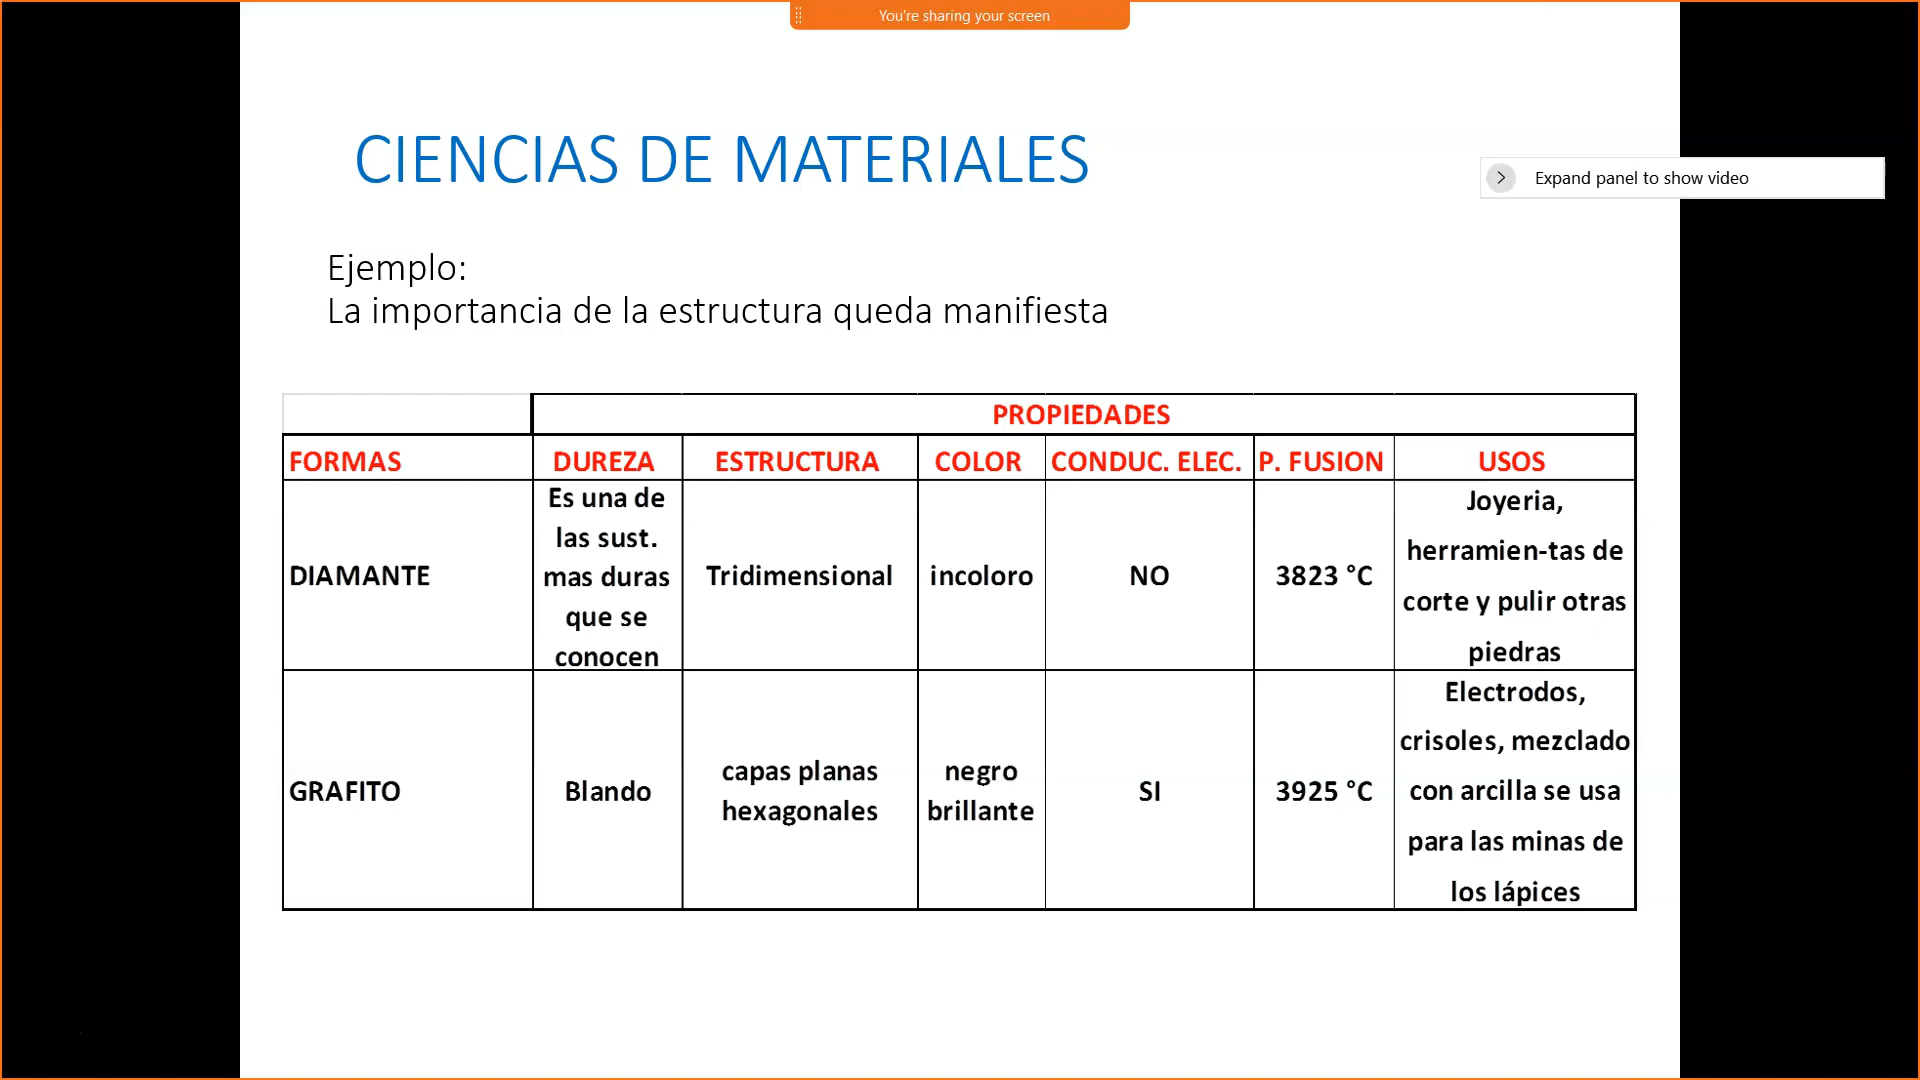 You're sharing your screen
CIENCIAS DE MATERIALES
Expand panel to show video
Ejemplo:
La importancia de la estructura queda manifiesta
PROPIEDADES
FORMAS DUREZA ESTRUCTURA COLOR CONDUC. ELEC. P. FUSION USOS
DIAMANTE
Es una de
las sust.
mas duras
que se
conocen
Tridimensional
incoloro
NO
3823 °C
Joyeria,
herramien-tas de
corte y pulir otras
piedras
GRAFITO
Blando
capas planas
hexagonales
negro
brillante
SI
3925 °C
Electrodos,
crisoles, mezclado
con arcilla se usa
para las minas de
los lápices